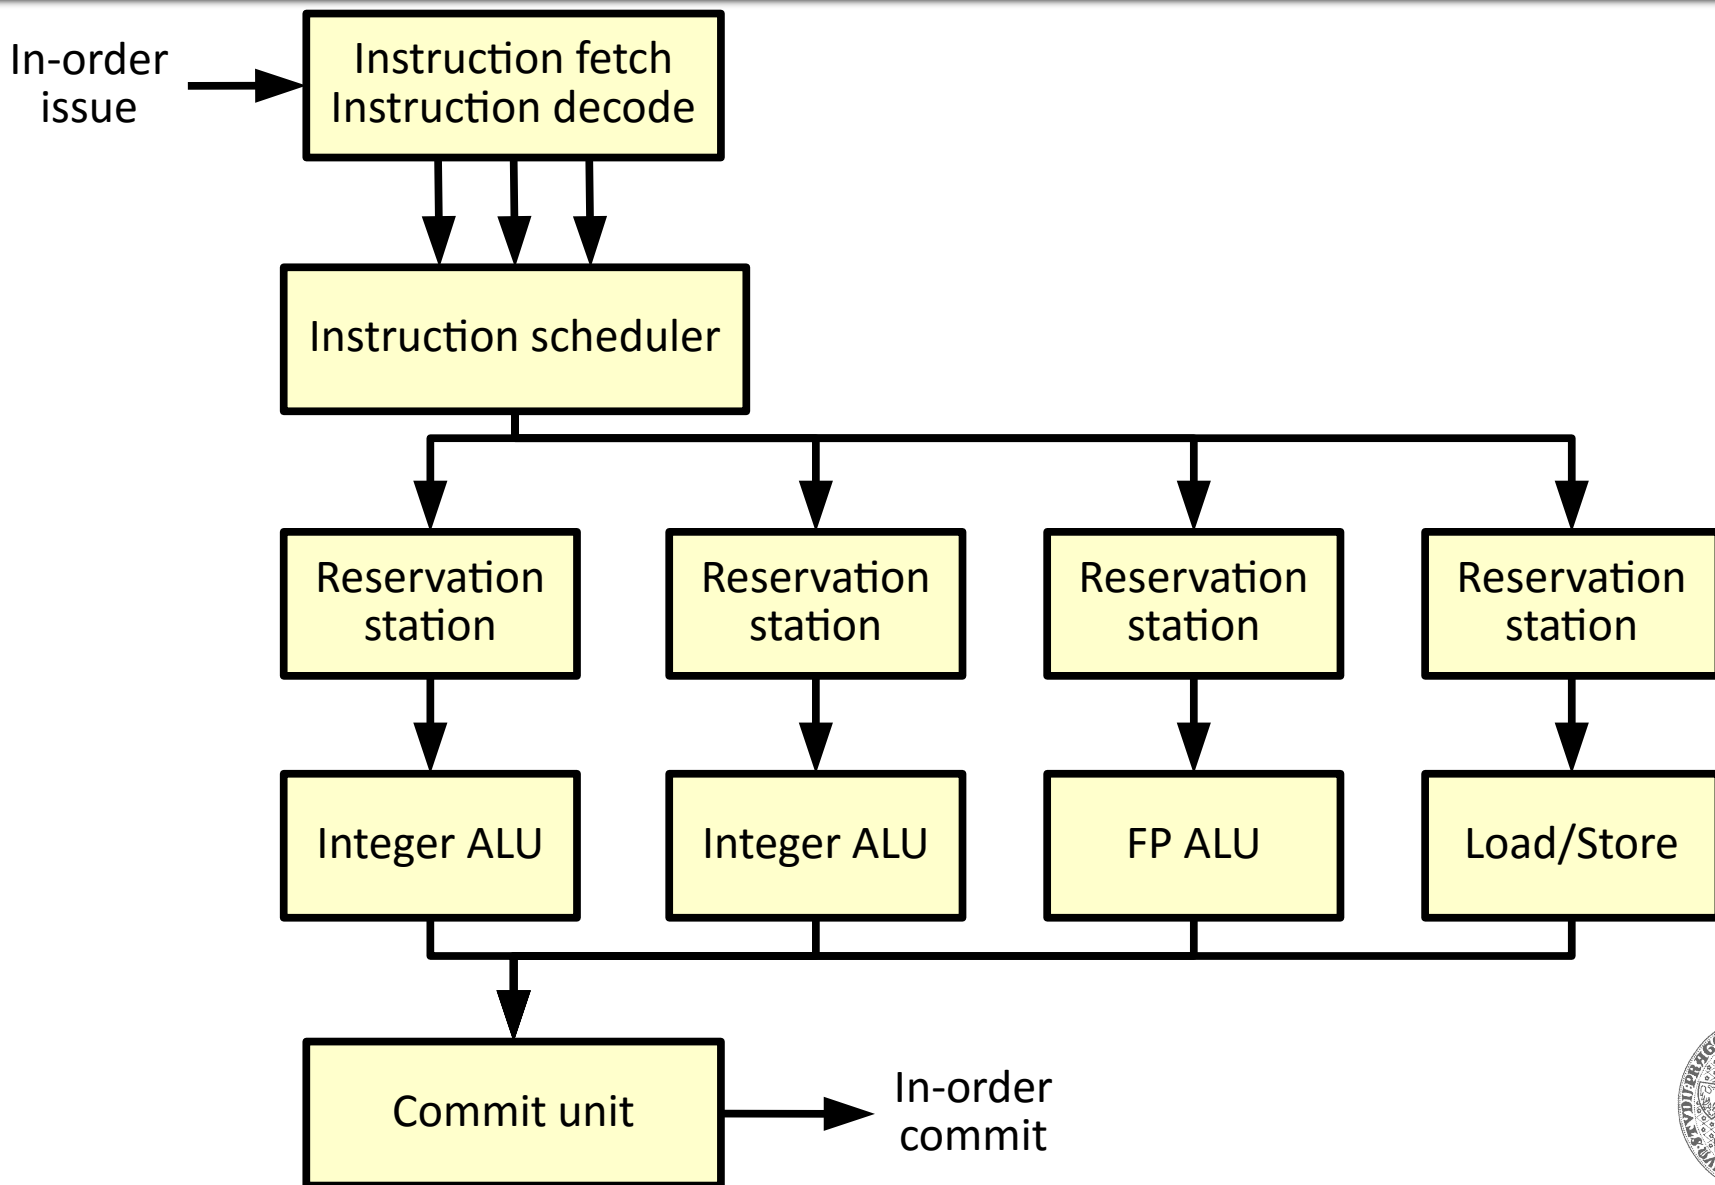 In-order
issue
Instruction fetch
Instruction decode
Instruction scheduler
Reservation
station
Reservation
station
Reservation
station
Reservation
station
Integer ALU
Integer ALU
FP ALU
Load/Store
Commit unit
In-order
commit